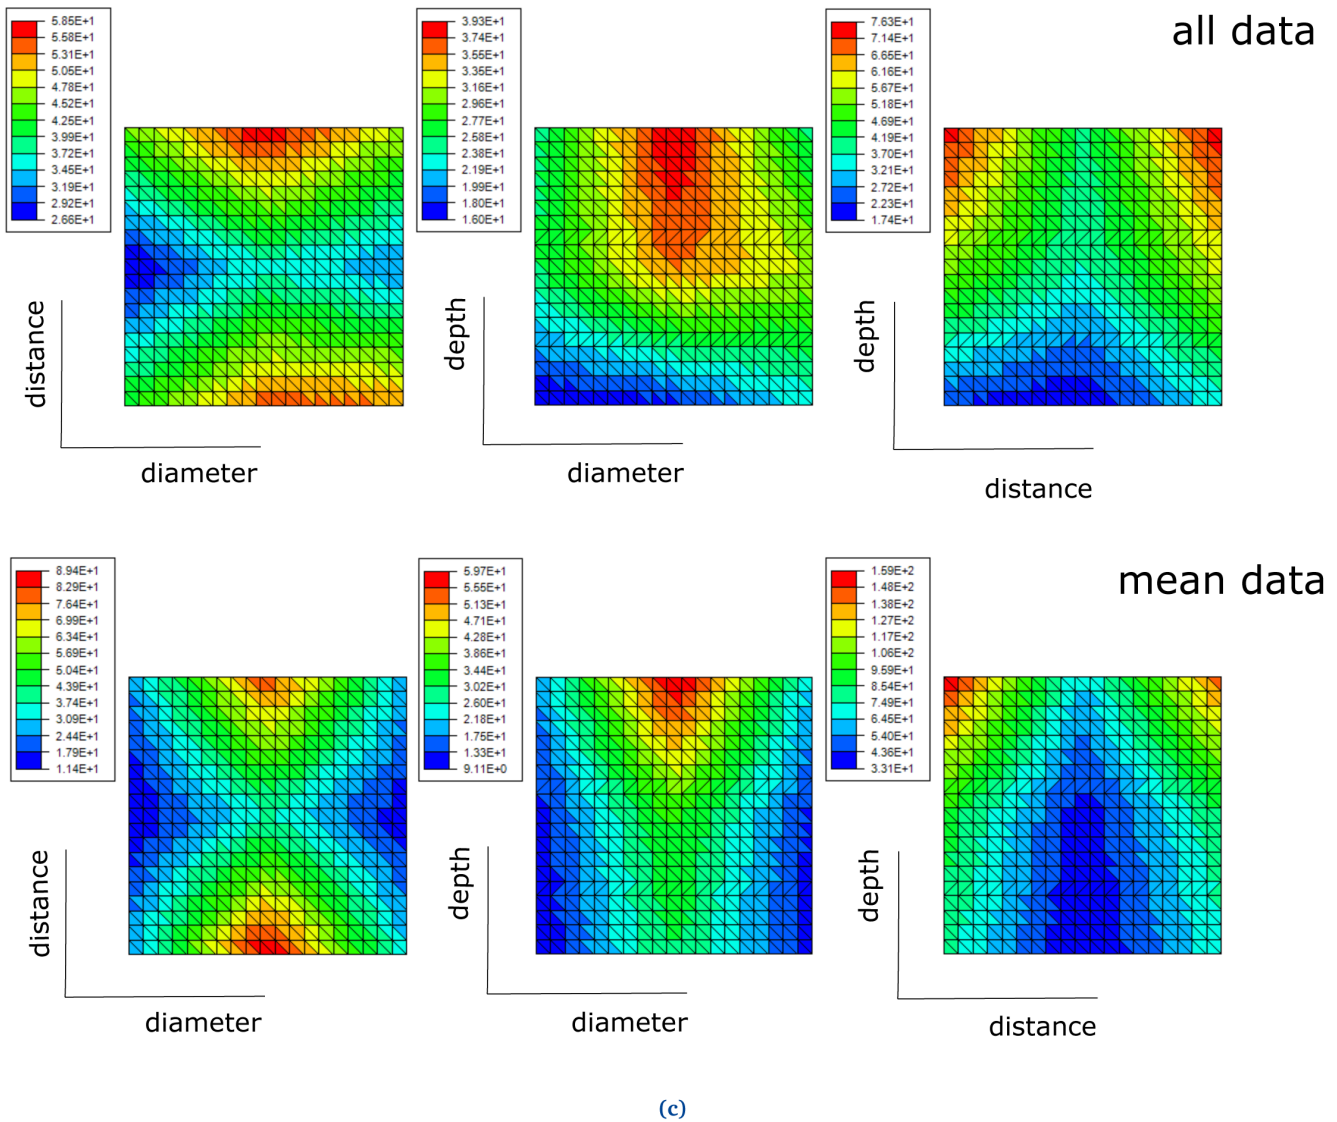 all data
5.85E+1
5.58E+1
5.31E+1
5.05E+1
4.78E+1
4.52E+1
4.25E+1
3.99E+1
3.72E+1
3.45E+1
3.19E+1
2.92E+1
2.66E+1
distance
diameter
3.93E+1
3.74E+1
3.55E+1
3.35E+1
3.16E+1
2.96E+1
2.77E+1
2.58E+1
2.38E+1
2.19E+1
1.99E+1
1.80E+1
1.60E+1
depth
diameter
7.63E+1
7.14E+1
6.65E+1
6.16E+1
5.67E+1
5.18E+1
4.69E+1
4.19E+1
3.70E+1
3.21E+1
2.72E+1
2.23E+1
1.74E+1
depth
distance
mean data
8.94E+1
8.29E+1
7.64E+1
6.99E+1
6.34E+1
5.69E+1
5.04E+1
4.39E+1
3.74E+1
3.09E+1
2.44E+1
1.79E+1
1.14E+1
distance
diameter
5.97E+1
5.55E+1
5.13E+1
4.71E+1
4.28E+1
3.86E+1
3.44E+1
3.02E+1
2.60E+1
2.18E+1
1.75E+1
1.33E+1
9.11E+0
depth
diameter
1.59E+2
1.48E+2
1.38E+2
1.27E+2
1.17E+2
1.06E+2
9.59E+1
8.54E+1
7.49E+1
6.45E+1
5.40E+1
4.36E+1
3.31E+1
depth
distance
(c)